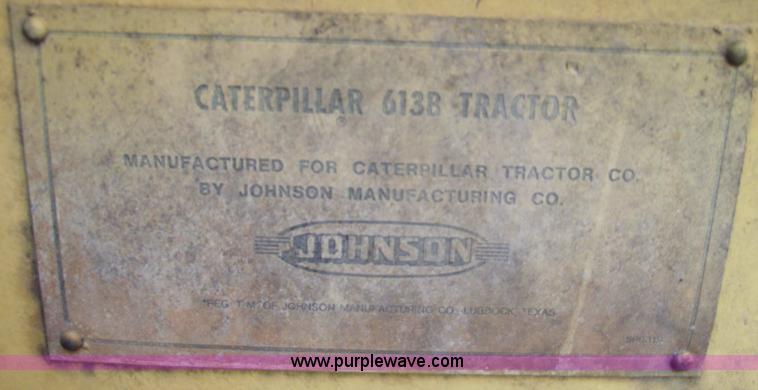 CATERPILLAR 613B TRACTOR
MANUFACTURED FOR CATERPILLAR TRACTOR CO.
BY JOHNSON MANUFACTURING CO.
JOHNSON
*REG. T-M. OF JOHNSON MANUFACTURING CO., LUBBOCK, TEXAS
www.purplewave.com